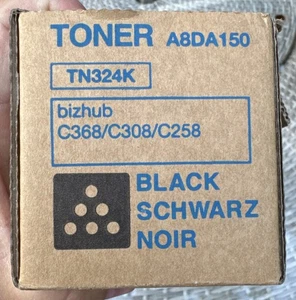 TONER A8DA150
TN324K
bizhub
C368/C308/C258
BLACK
SCHWARZ
NOIR